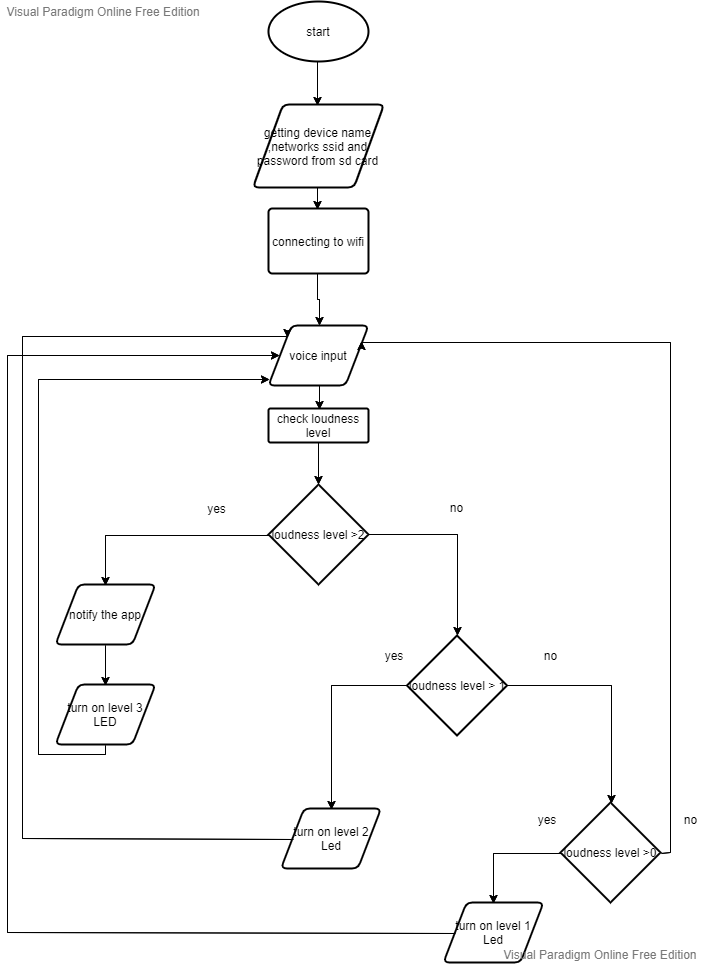 Visual Paradigm Online Free Edition
start
getting device name
,networks ssid and
password from sd card
connecting to wifi
voice input
check loudness
level
yes
no
loudness level >2
notify the app
turn on level 3
LED
yes
no
loudness level > 1
turn on level 2
Led
yes
no
loudness level >0
turn on level 1
Led
Visual Paradigm Online Free Edition